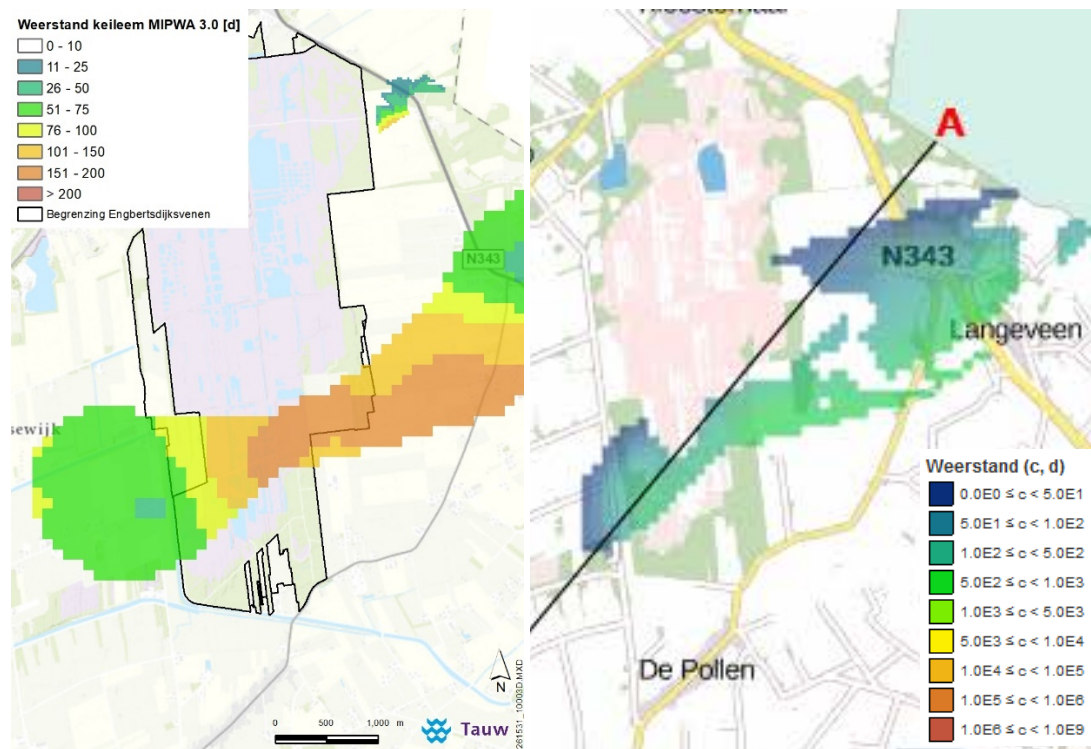 Weerstand keileem MIPWA 3.0 [d]
0 - 10
11 - 25
26 - 50
51 - 75
76 - 100
101 - 150
151 - 200
> 200
Begrenzing Engbertsdijksvenen
N343
sewijk
N
0 500 1,000 m
Tauw
261531_10003D.MXD
A
N343
Langeveen
De Pollen
Weerstand (c, d)
0.0E0 ≤ c < 5.0E1
5.0E1 ≤ c < 1.0E2
1.0E2 ≤ c < 5.0E2
5.0E2 ≤ c < 1.0E3
1.0E3 ≤ c < 5.0E3
5.0E3 ≤ c < 1.0E4
1.0E4 ≤ c < 1.0E5
1.0E5 ≤ c < 1.0E6
1.0E6 ≤ c < 1.0E9